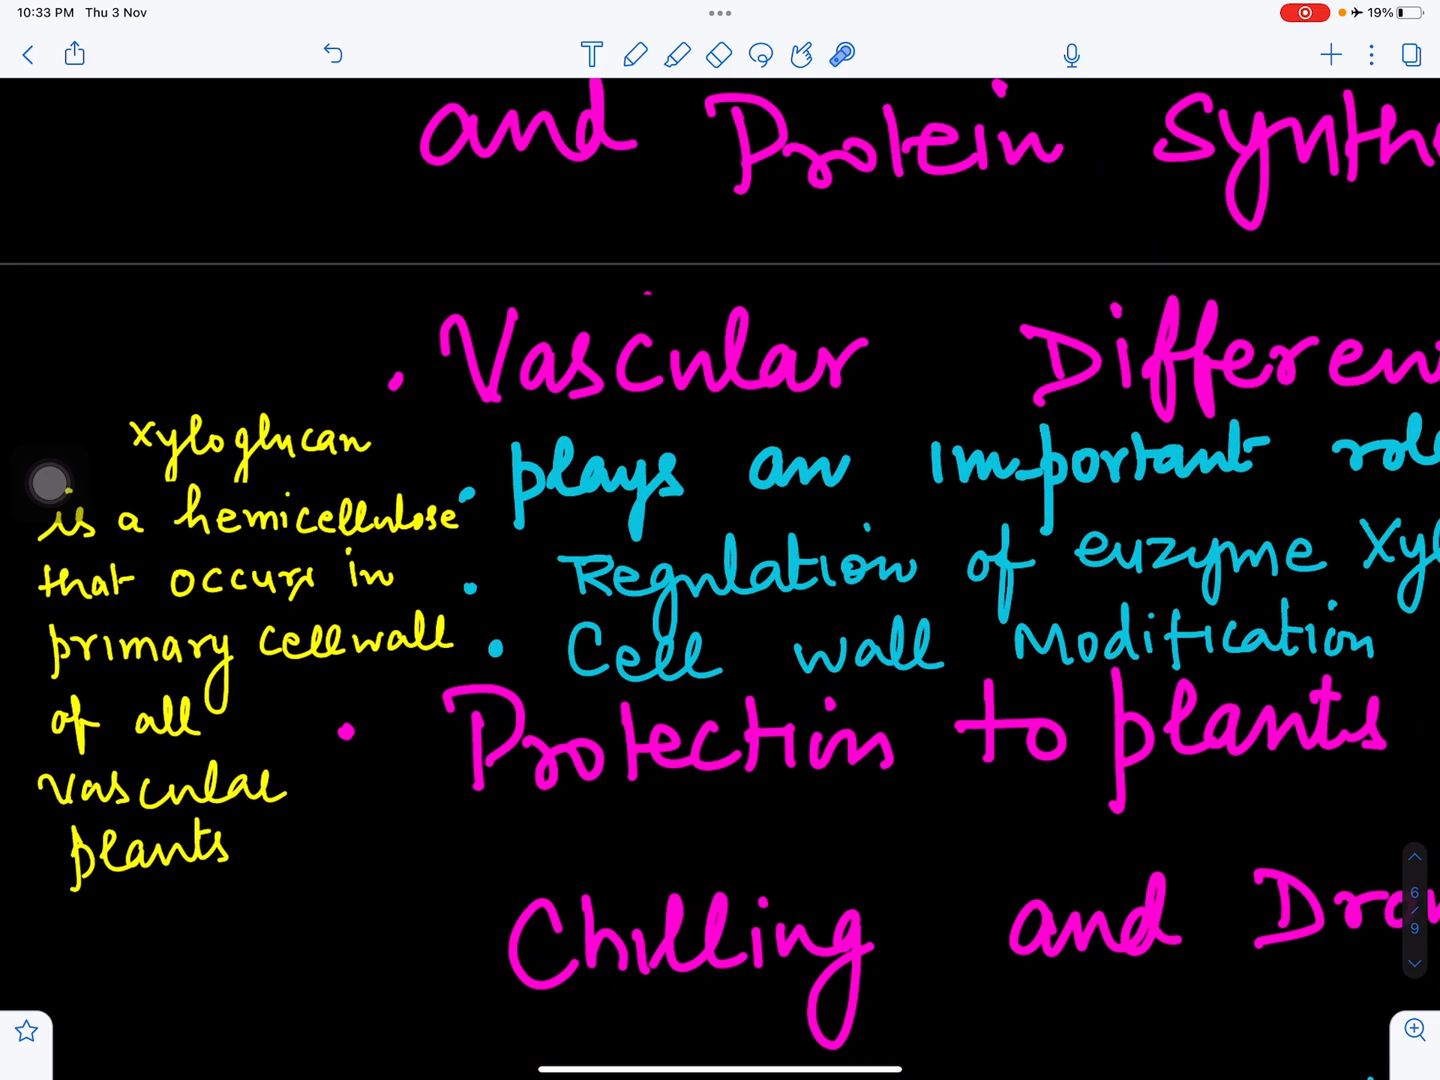 10:33 PM Thu 3 Nov
19%
and Protein Synth
Vascular Differen
plays an important rol
Regulation of enzyme Xyl
Cell wall Modification
Protection to plants
Chilling and Dro
xyloglucan
is a hemicellulose
that occurs in
primary cellwall
of all
vascular
plants
6
/
9